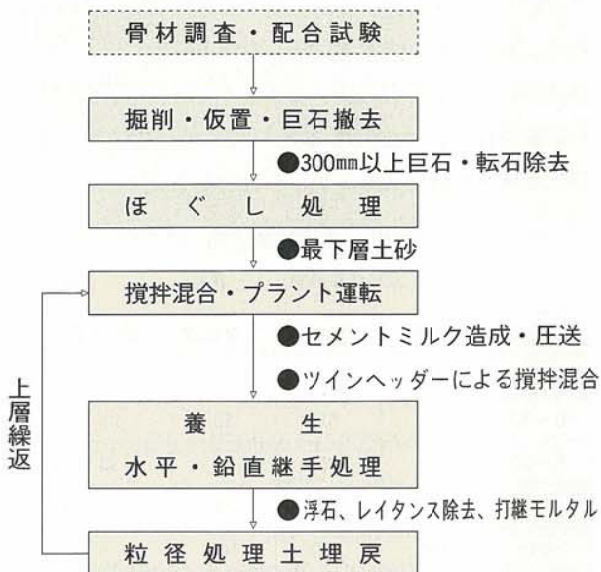 骨材調査・配合試験
掘削・仮置・巨石撤去
●300mm以上巨石・転石除去
ほぐし処理
●最下層土砂
攪拌混合・プラント運転
●セメントミルク造成・圧送
●ツインヘッダーによる攪拌混合
上層繰返
養生
水平・鉛直継手処理
●浮石、レイタンス除去、打継モルタル
粒径処理土埋戻